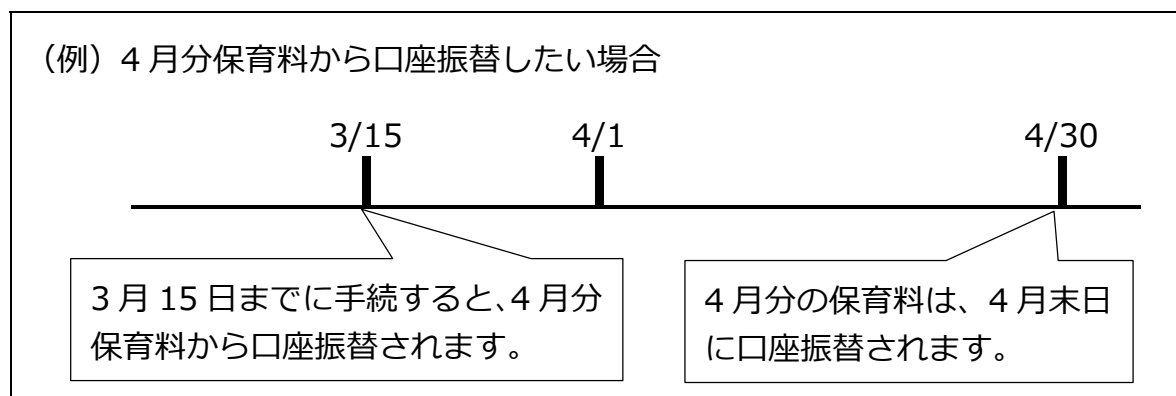 （例）4月分保育料から口座振替したい場合
3/15 4/1 4/30
3月15日までに手続すると、4月分
保育料から口座振替されます。
4月分の保育料は、4月末日
に口座振替されます。